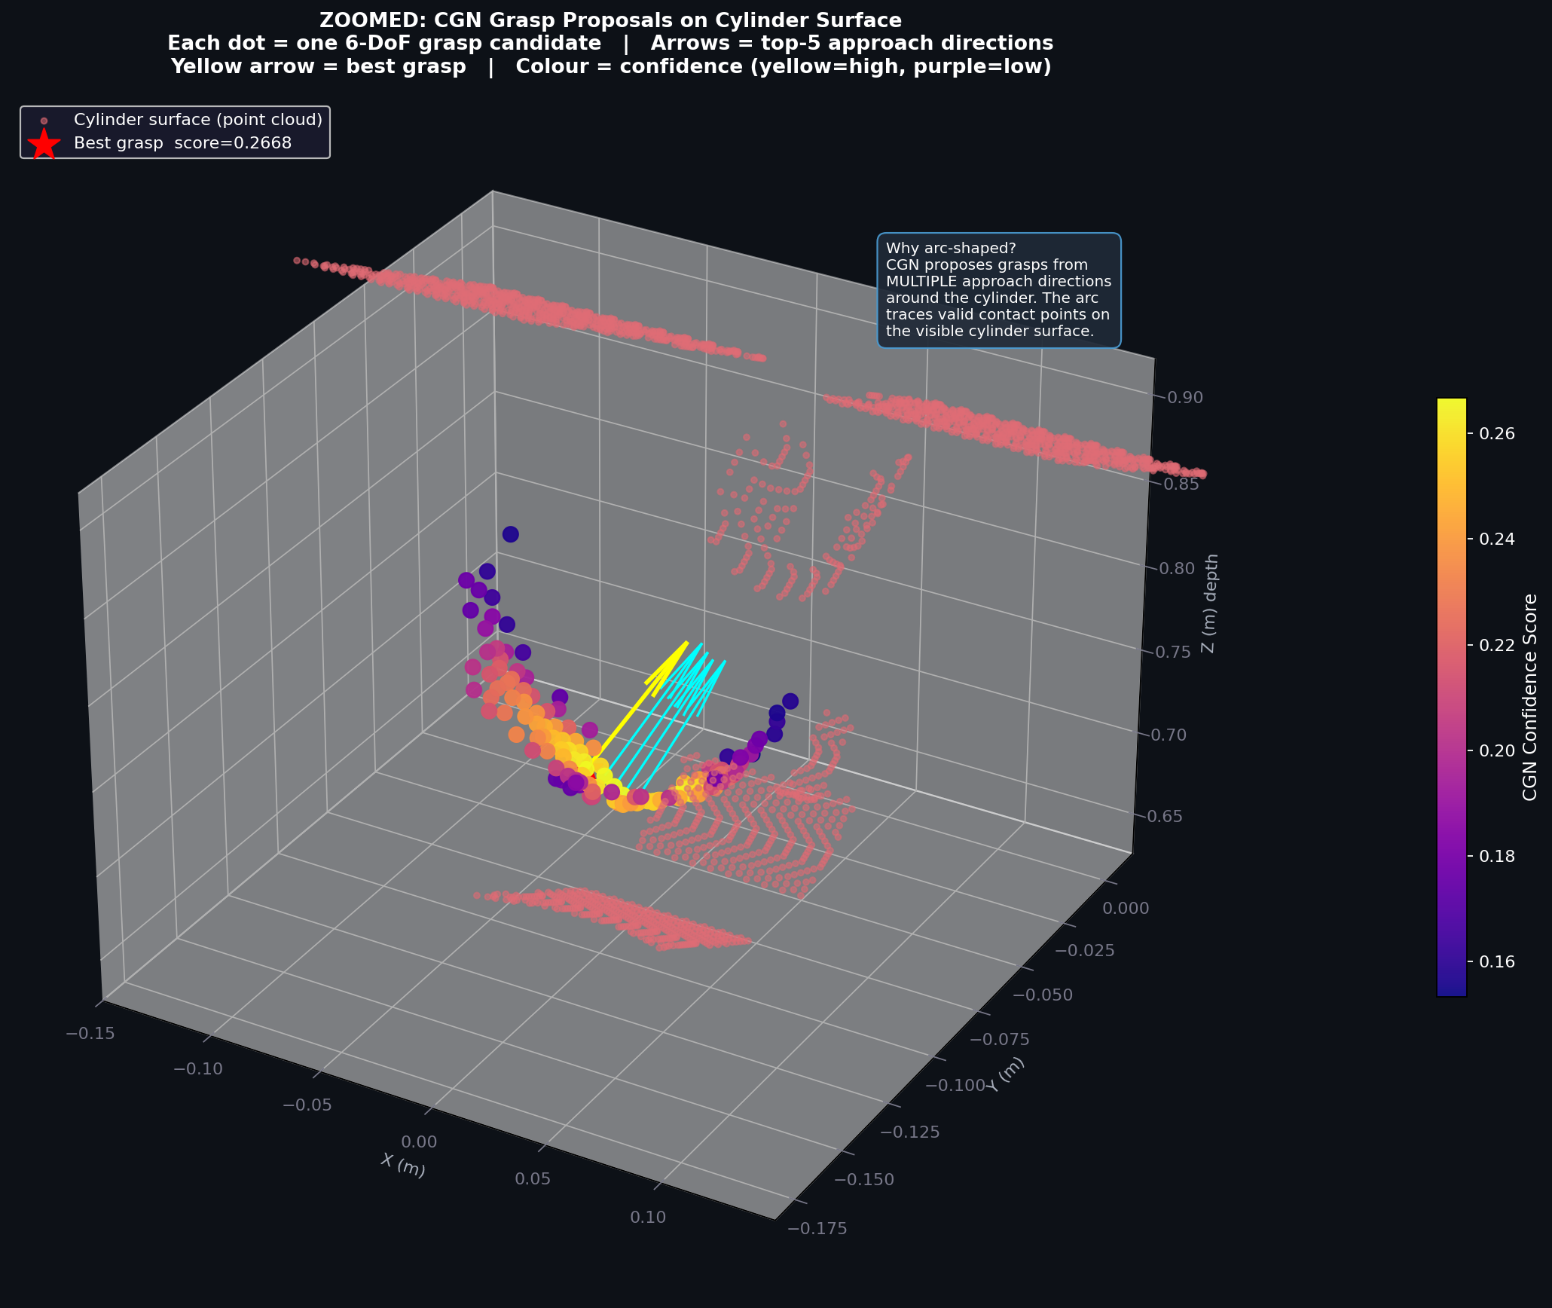 ZOOMED: CGN Grasp Proposals on Cylinder Surface
Each dot = one 6-DoF grasp candidate | Arrows = top-5 approach directions
Yellow arrow = best grasp | Colour = confidence (yellow=high, purple=low)
Cylinder surface (point cloud)
Best grasp score=0.2668
Why arc-shaped?
CGN proposes grasps from
MULTIPLE approach directions
around the cylinder. The arc
traces valid contact points on
the visible cylinder surface.
0.90
0.85
0.80
0.75
0.70
0.65
Z (m) depth
0.000
−0.025
−0.050
−0.075
−0.100
−0.125
−0.150
−0.175
Y (m)
−0.15
−0.10
−0.05
0.00
0.05
0.10
X (m)
0.26
0.24
0.22
0.20
0.18
0.16
CGN Confidence Score